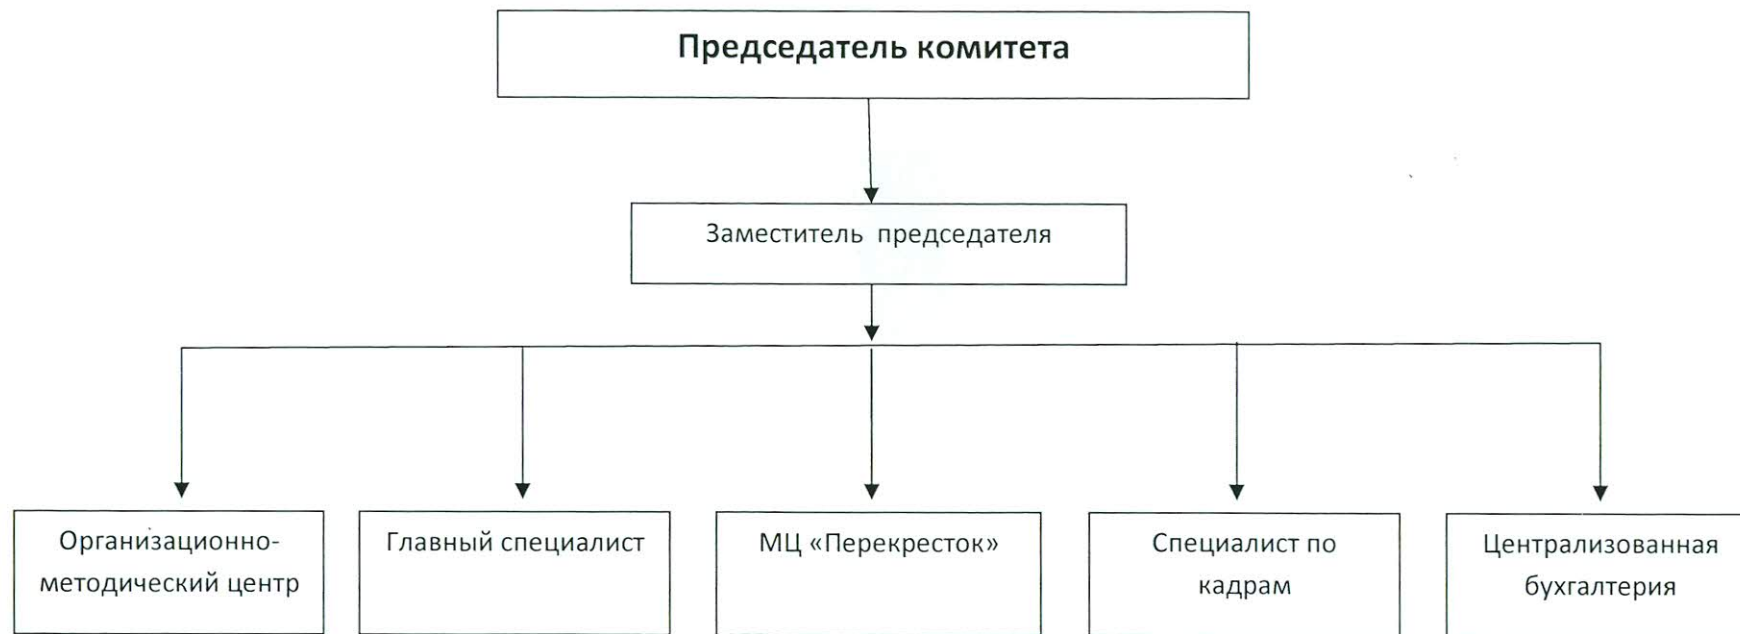 Председатель комитета
Заместитель председателя
Организационно-
методический центр
Главный специалист
МЦ «Перекресток»
Специалист по
кадрам
Централизованная
бухгалтерия